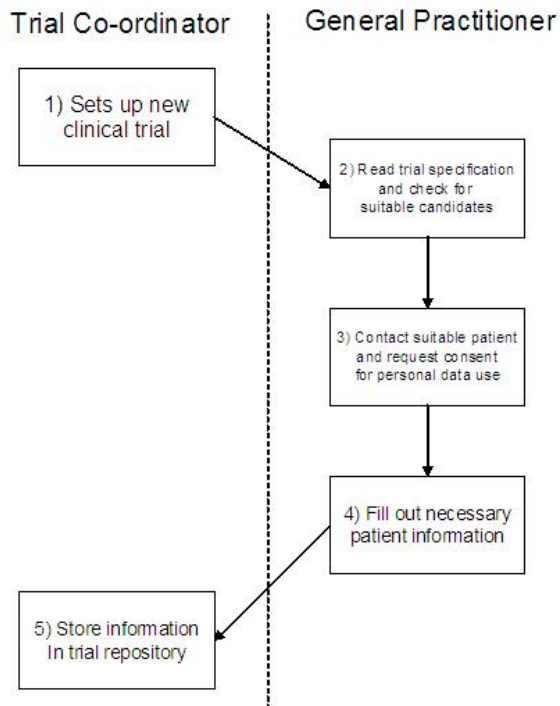 Trial Co-ordinator
General Practitioner
1) Sets up new
clinical trial
2) Read trial specification
and check for
suitable candidates
3) Contact suitable patient
and request consent
for personal data use
4) Fill out necessary
patient information
5) Store information
In trial repository